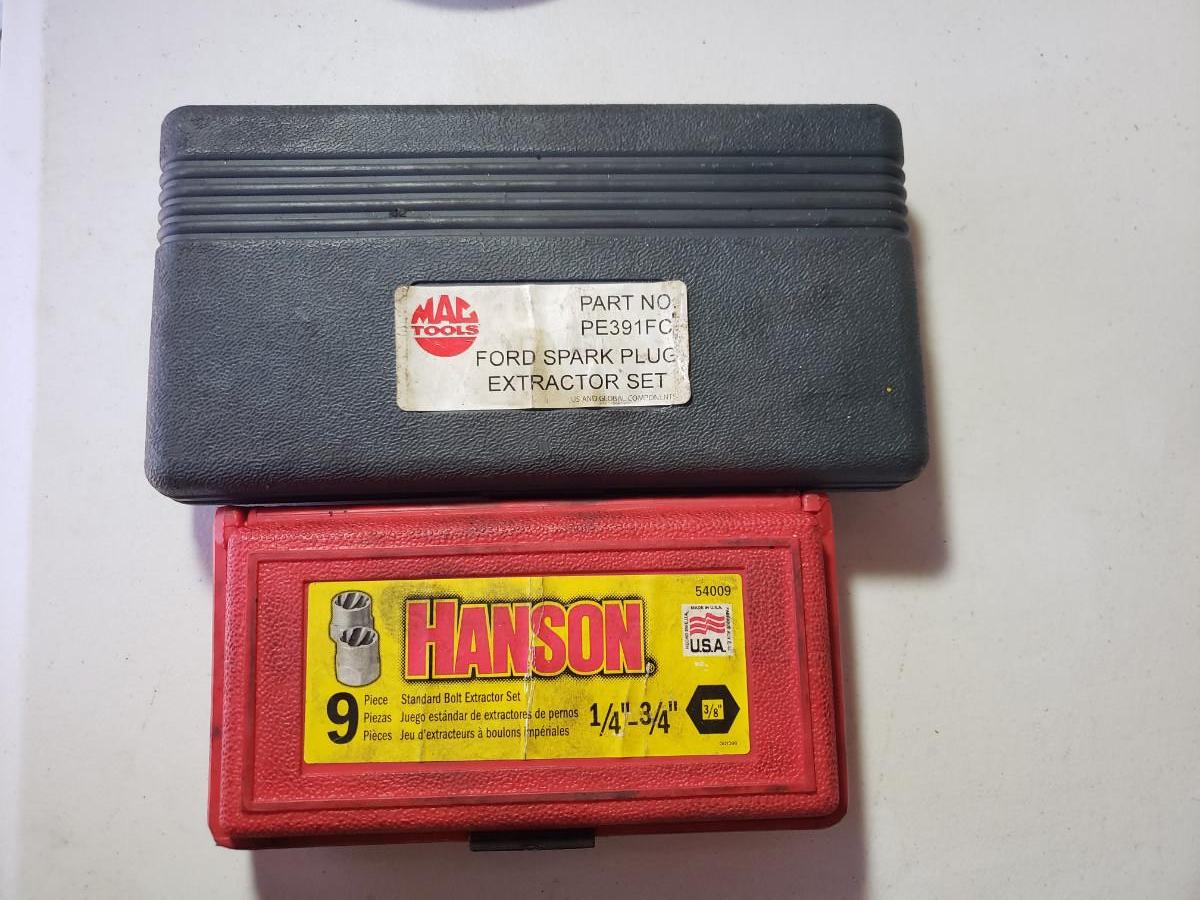 MAC
TOOLS
PART NO.
PE391FC
FORD SPARK PLUG
EXTRACTOR SET
US AND GLOBAL COMPONENTS
54009
HANSON
MADE IN U.S.A.
U.S.A.
9 Piece Standard Bolt Extractor Set
Piezas Juego estándar de extractores de pernos
Pièces Jeu d'extracteurs à boulons impériales
1/4"-3/4"
3/8"